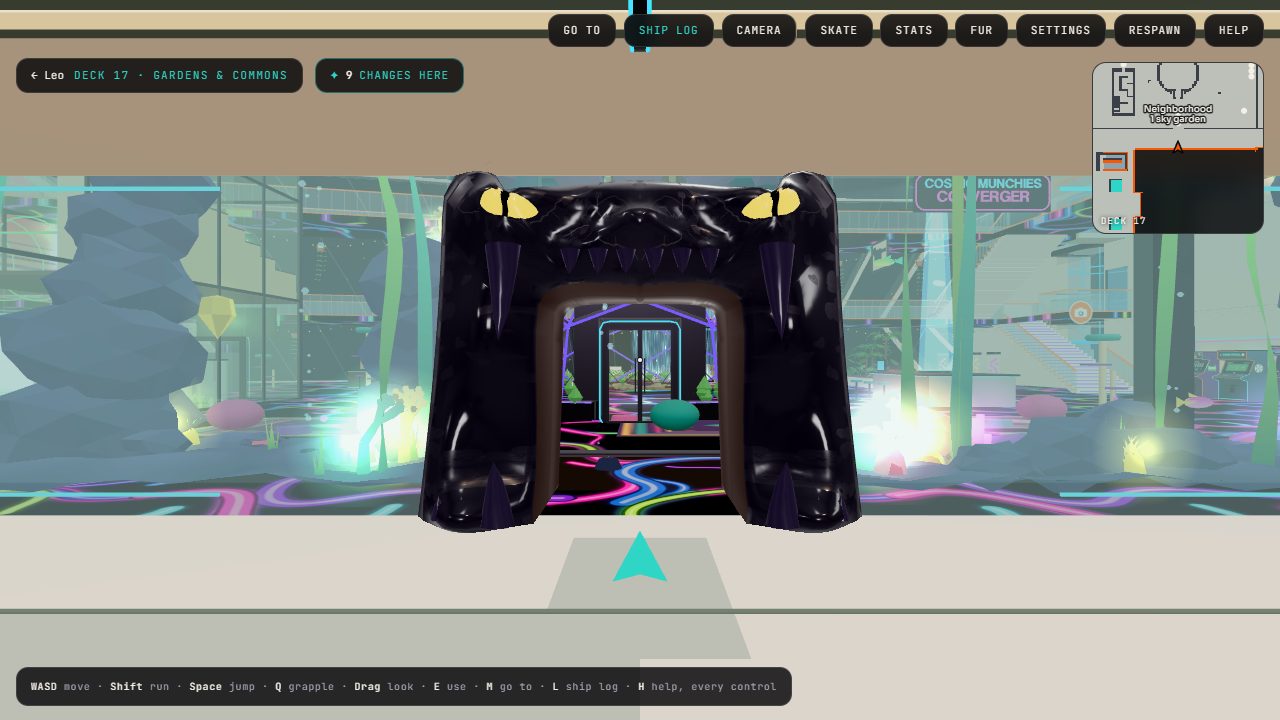 GO TO
SHIP LOG
CAMERA
SKATE
STATS
FUR
SETTINGS
RESPAWN
HELP
← Leo DECK 17 · GARDENS & COMMONS
✦ 9 CHANGES HERE
Neighborhood
1 sky garden
DECK 17
COSMIC MUNCHIES
CONVERGER
WASD move · Shift run · Space jump · Q grapple · Drag look · E use · M go to · L ship log · H help, every control